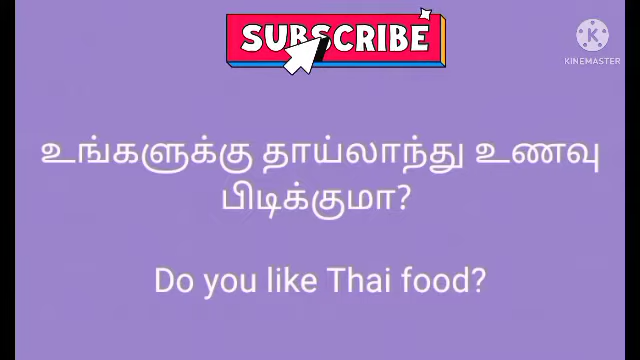 SUBSCRIBE
K
KINEMASTER
உங்களுக்கு தாய்லாந்து உணவு
பிடிக்குமா?
Do you like Thai food?